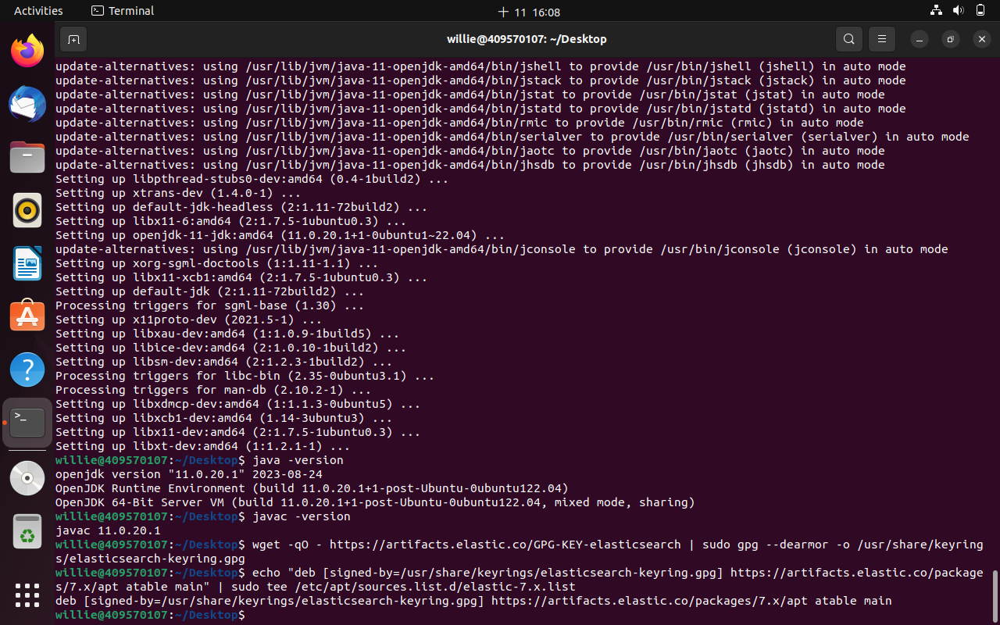 Activities
Terminal
十 11 16:08
willie@409570107: ~/Desktop
update-alternatives: using /usr/lib/jvm/java-11-openjdk-amd64/bin/jshell to provide /usr/bin/jshell (jshell) in auto mode
update-alternatives: using /usr/lib/jvm/java-11-openjdk-amd64/bin/jstack to provide /usr/bin/jstack (jstack) in auto mode
update-alternatives: using /usr/lib/jvm/java-11-openjdk-amd64/bin/jstat to provide /usr/bin/jstat (jstat) in auto mode
update-alternatives: using /usr/lib/jvm/java-11-openjdk-amd64/bin/jstatd to provide /usr/bin/jstatd (jstatd) in auto mode
update-alternatives: using /usr/lib/jvm/java-11-openjdk-amd64/bin/rmic to provide /usr/bin/rmic (rmic) in auto mode
update-alternatives: using /usr/lib/jvm/java-11-openjdk-amd64/bin/serialver to provide /usr/bin/serialver (serialver) in auto mode
update-alternatives: using /usr/lib/jvm/java-11-openjdk-amd64/bin/jaotc to provide /usr/bin/jaotc (jaotc) in auto mode
update-alternatives: using /usr/lib/jvm/java-11-openjdk-amd64/bin/jhsdb to provide /usr/bin/jhsdb (jhsdb) in auto mode
Setting up libpthread-stubs0-dev:amd64 (0.4-1build2) ...
Setting up xtrans-dev (1.4.0-1) ...
Setting up default-jdk-headless (2:1.11-72build2) ...
Setting up libx11-6:amd64 (2:1.7.5-1ubuntu0.3) ...
Setting up openjdk-11-jdk:amd64 (11.0.20.1+1-0ubuntu1~22.04) ...
update-alternatives: using /usr/lib/jvm/java-11-openjdk-amd64/bin/jconsole to provide /usr/bin/jconsole (jconsole) in auto mode
Setting up xorg-sgml-doctools (1:1.11-1.1) ...
Setting up libx11-xcb1:amd64 (2:1.7.5-1ubuntu0.3) ...
Setting up default-jdk (2:1.11-72build2) ...
Processing triggers for sgml-base (1.30) ...
Setting up x11proto-dev (2021.5-1) ...
Setting up libxau-dev:amd64 (1:1.0.9-1build5) ...
Setting up libice-dev:amd64 (2:1.0.10-1build2) ...
Setting up libsm-dev:amd64 (2:1.2.3-1build2) ...
Processing triggers for libc-bin (2.35-0ubuntu3.1) ...
Processing triggers for man-db (2.10.2-1) ...
Setting up libxdmcp-dev:amd64 (1:1.1.3-0ubuntu5) ...
Setting up libxcb1-dev:amd64 (1.14-3ubuntu3) ...
Setting up libx11-dev:amd64 (2:1.7.5-1ubuntu0.3) ...
Setting up libxt-dev:amd64 (1:1.2.1-1) ...
willie@409570107:~/Desktop$ java -version
openjdk version "11.0.20.1" 2023-08-24
OpenJDK Runtime Environment (build 11.0.20.1+1-post-Ubuntu-0ubuntu122.04)
OpenJDK 64-Bit Server VM (build 11.0.20.1+1-post-Ubuntu-0ubuntu122.04, mixed mode, sharing)
willie@409570107:~/Desktop$ javac -version
javac 11.0.20.1
willie@409570107:~/Desktop$ wget -qO - https://artifacts.elastic.co/GPG-KEY-elasticsearch | sudo gpg --dearmor -o /usr/share/keyring
s/elasticsearch-keyring.gpg
willie@409570107:~/Desktop$ echo "deb [signed-by=/usr/share/keyrings/elasticsearch-keyring.gpg] https://artifacts.elastic.co/package
s/7.x/apt atable main" | sudo tee /etc/apt/sources.list.d/elastic-7.x.list
deb [signed-by=/usr/share/keyrings/elasticsearch-keyring.gpg] https://artifacts.elastic.co/packages/7.x/apt atable main
willie@409570107:~/Desktop$